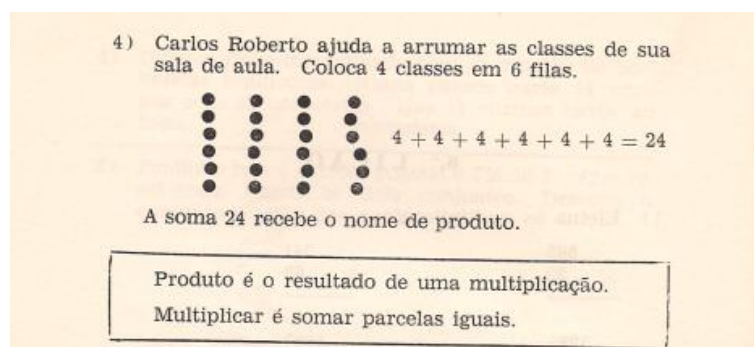 4) Carlos Roberto ajuda a arrumar as classes de sua
sala de aula. Coloca 4 classes em 6 filas.
4 + 4 + 4 + 4 + 4 + 4 = 24
A soma 24 recebe o nome de produto.
Produto é o resultado de uma multiplicação.
Multiplicar é somar parcelas iguais.